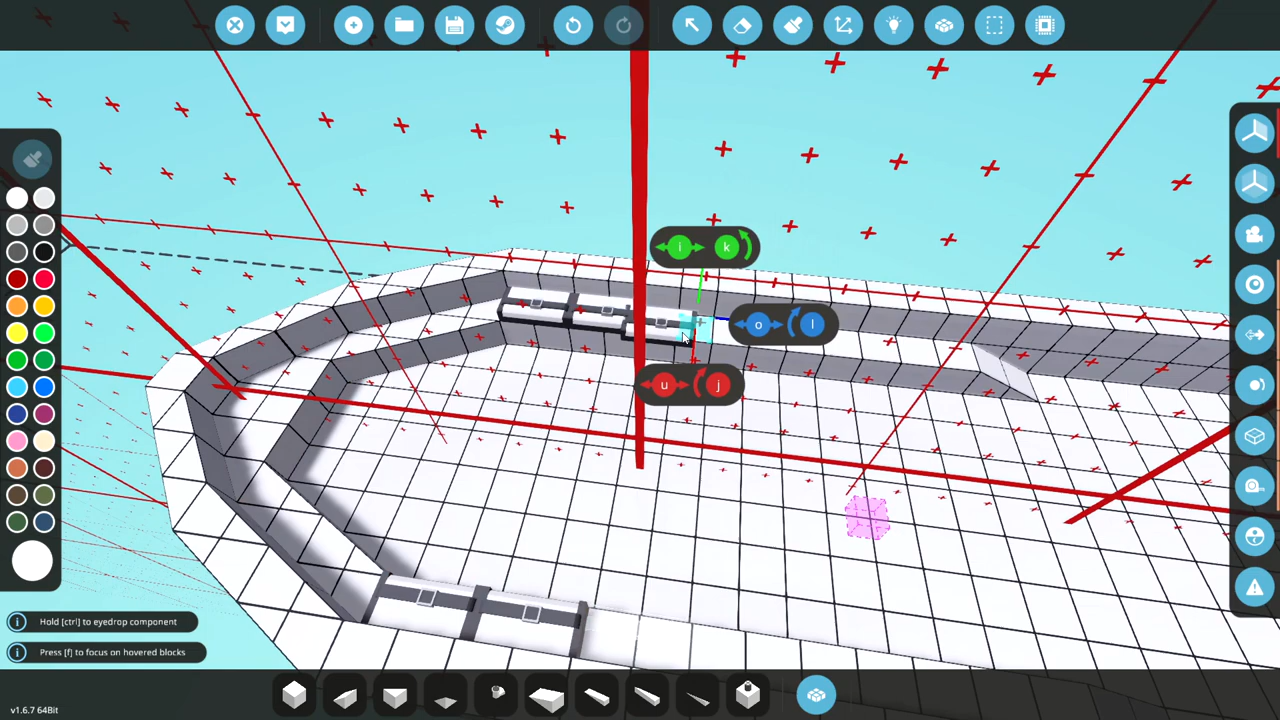 i k
o l
u j
Hold [ctrl] to eyedrop component
Press [f] to focus on hovered blocks
v1.6.7 64Bit